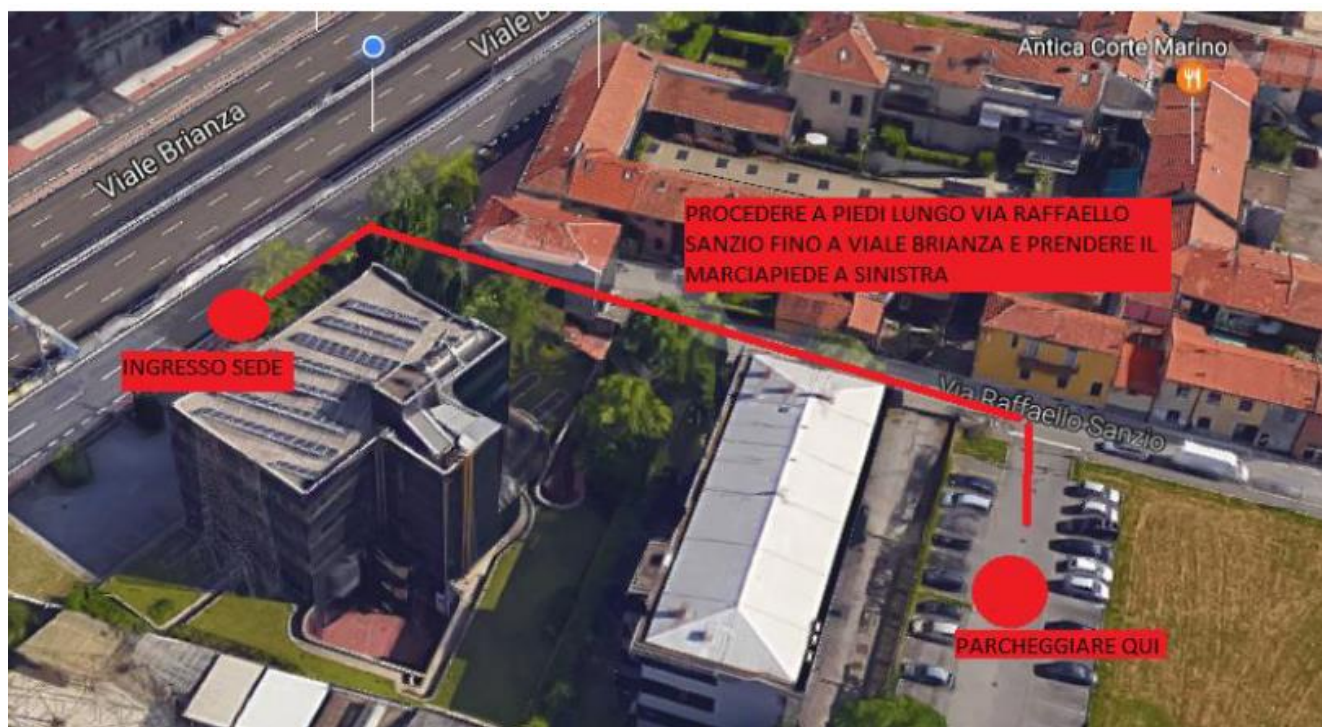 Viale B
Viale Brianza
Antica Corte Marino
PROCEDERE A PIEDI LUNGO VIA RAFFAELLO
SANZIO FINO A VIALE BRIANZA E PRENDERE IL
MARCIAPIEDE A SINISTRA
INGRESSO SEDE
Via Raffaello Sanzio
PARCHEGGIARE QUI